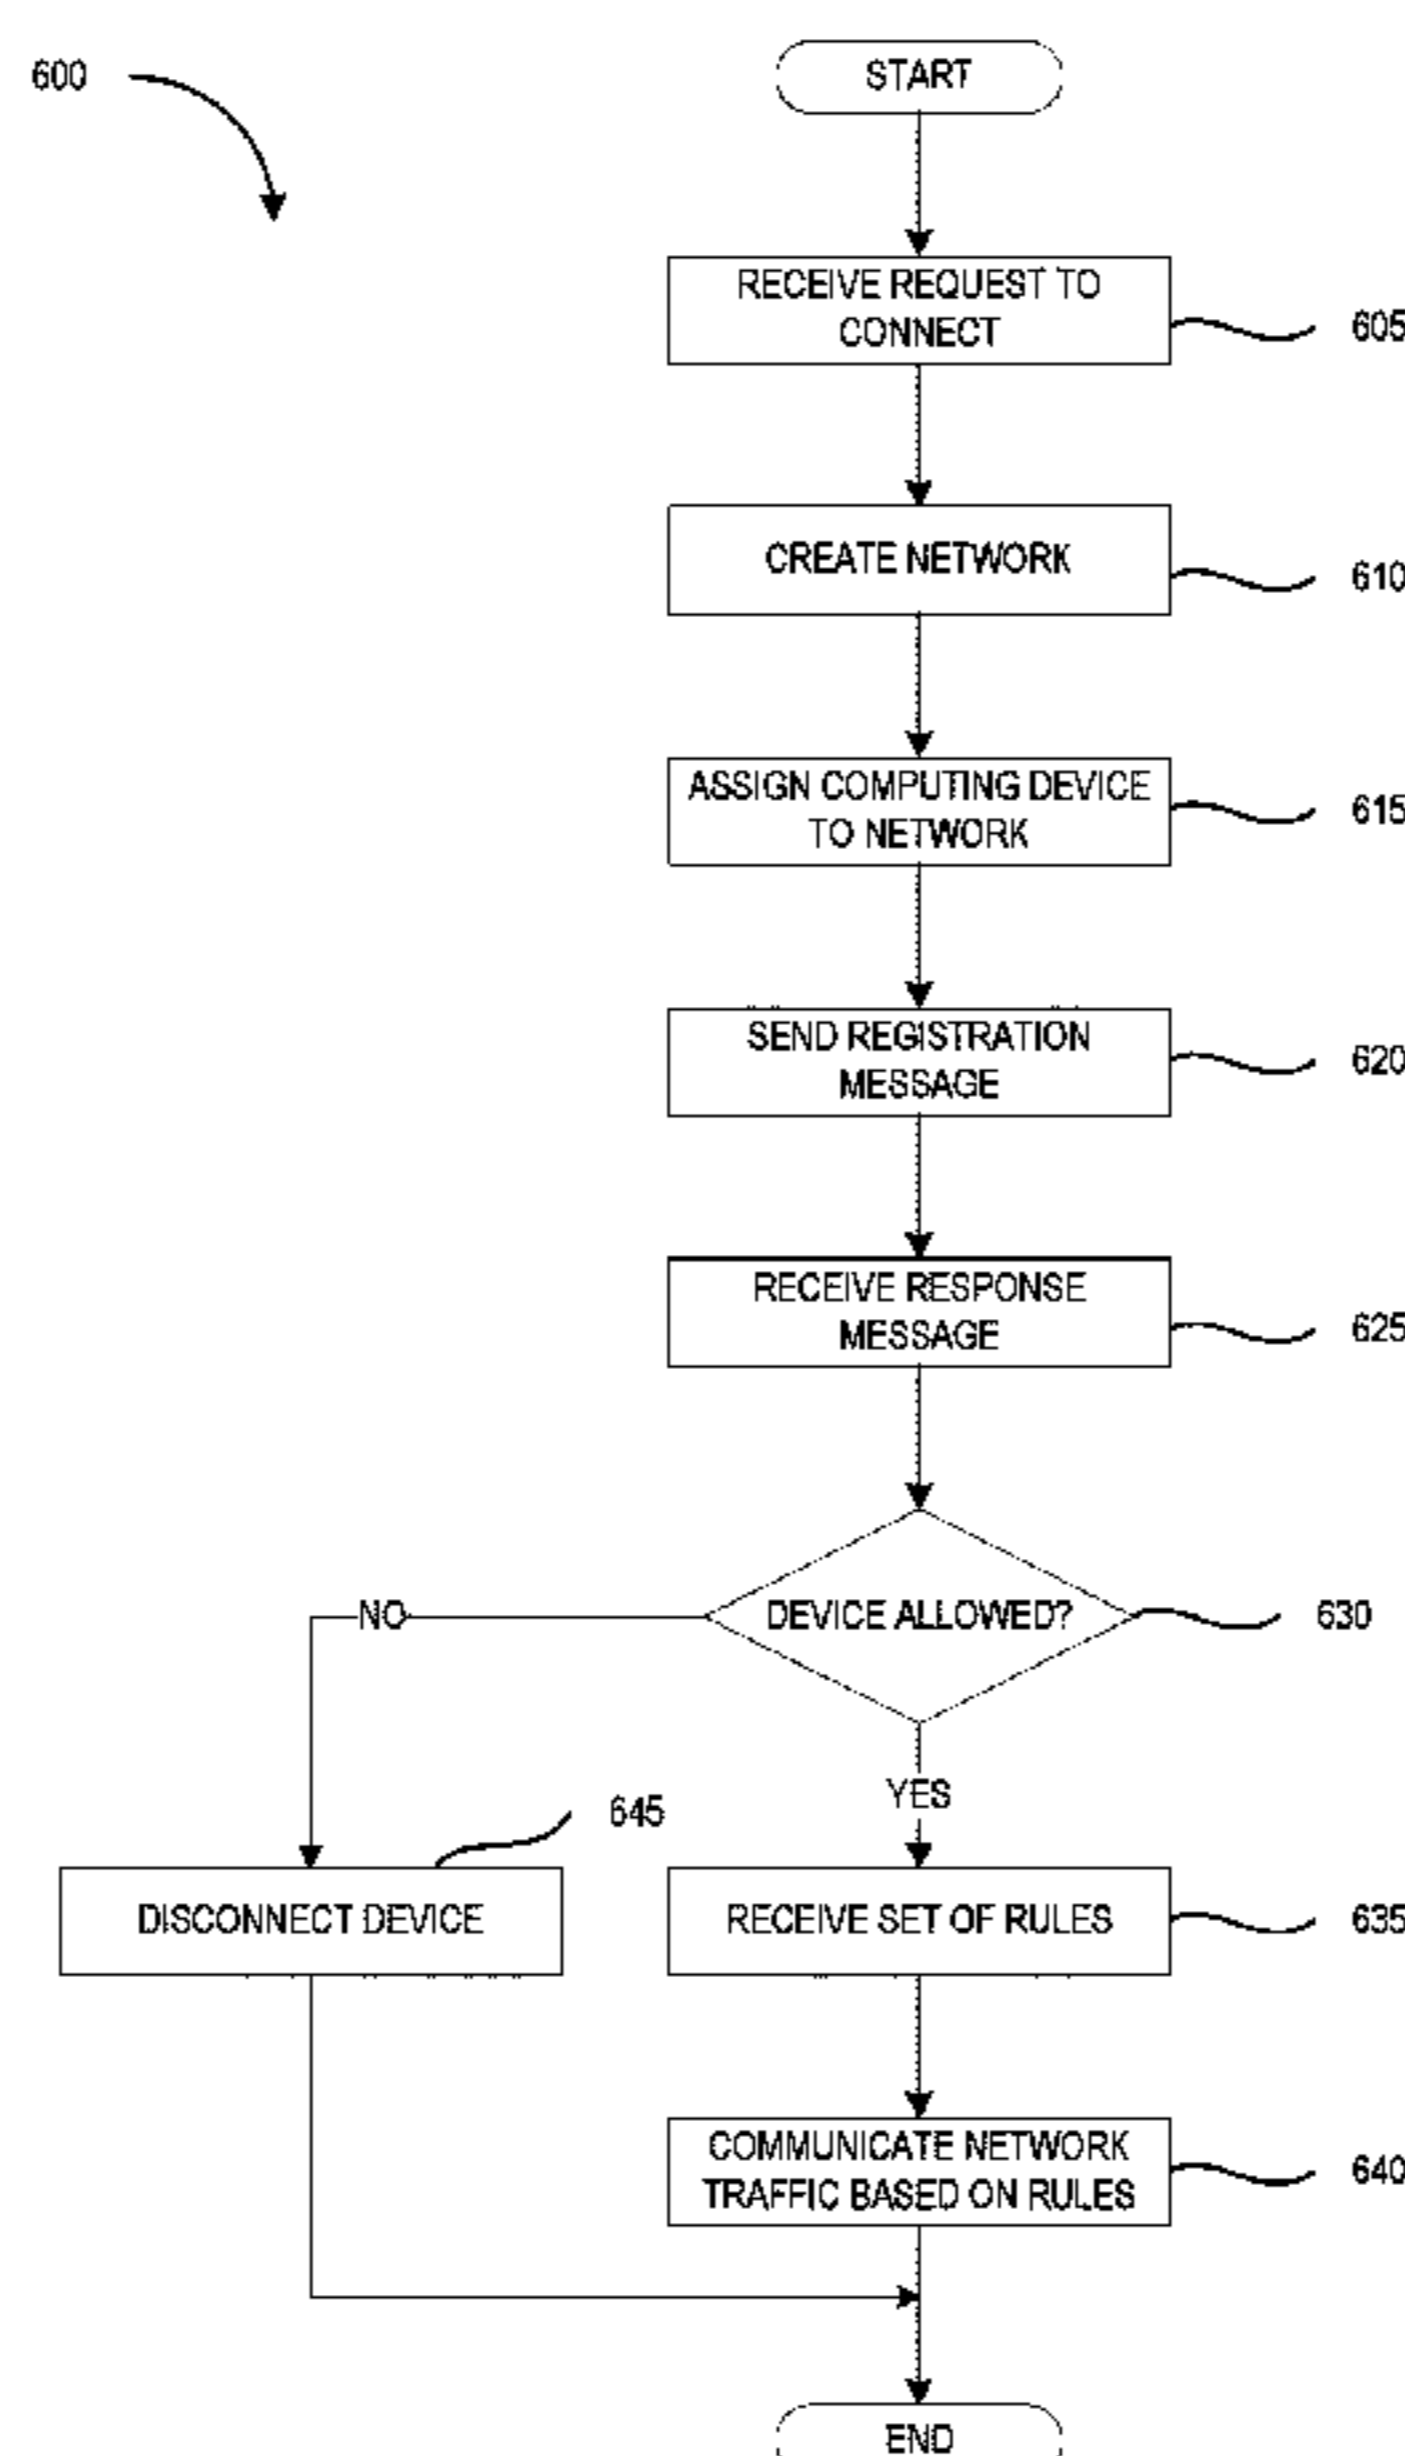 600
START
RECEIVE REQUEST TO
CONNECT
605
CREATE NETWORK
610
ASSIGN COMPUTING DEVICE
TO NETWORK
615
SEND REGISTRATION
MESSAGE
620
RECEIVE RESPONSE
MESSAGE
625
NO
DEVICE ALLOWED?
630
YES
645
DISCONNECT DEVICE
RECEIVE SET OF RULES
635
COMMUNICATE NETWORK
TRAFFIC BASED ON RULES
640
END